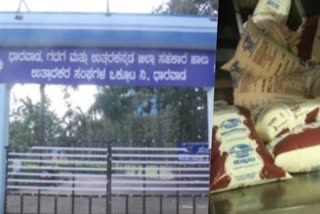 ಧಾರವಾಡ, ಗದಗ ಮತ್ತು ಉತ್ತರಕನ್ನಡ ಜಿಲ್ಲಾ ಸಹಕಾರ ಹಾಲು
ಉತ್ಪಾದಕರ ಸಂಘಗಳ ಒಕ್ಕೂಟ ನಿ., ಧಾರವಾಡ